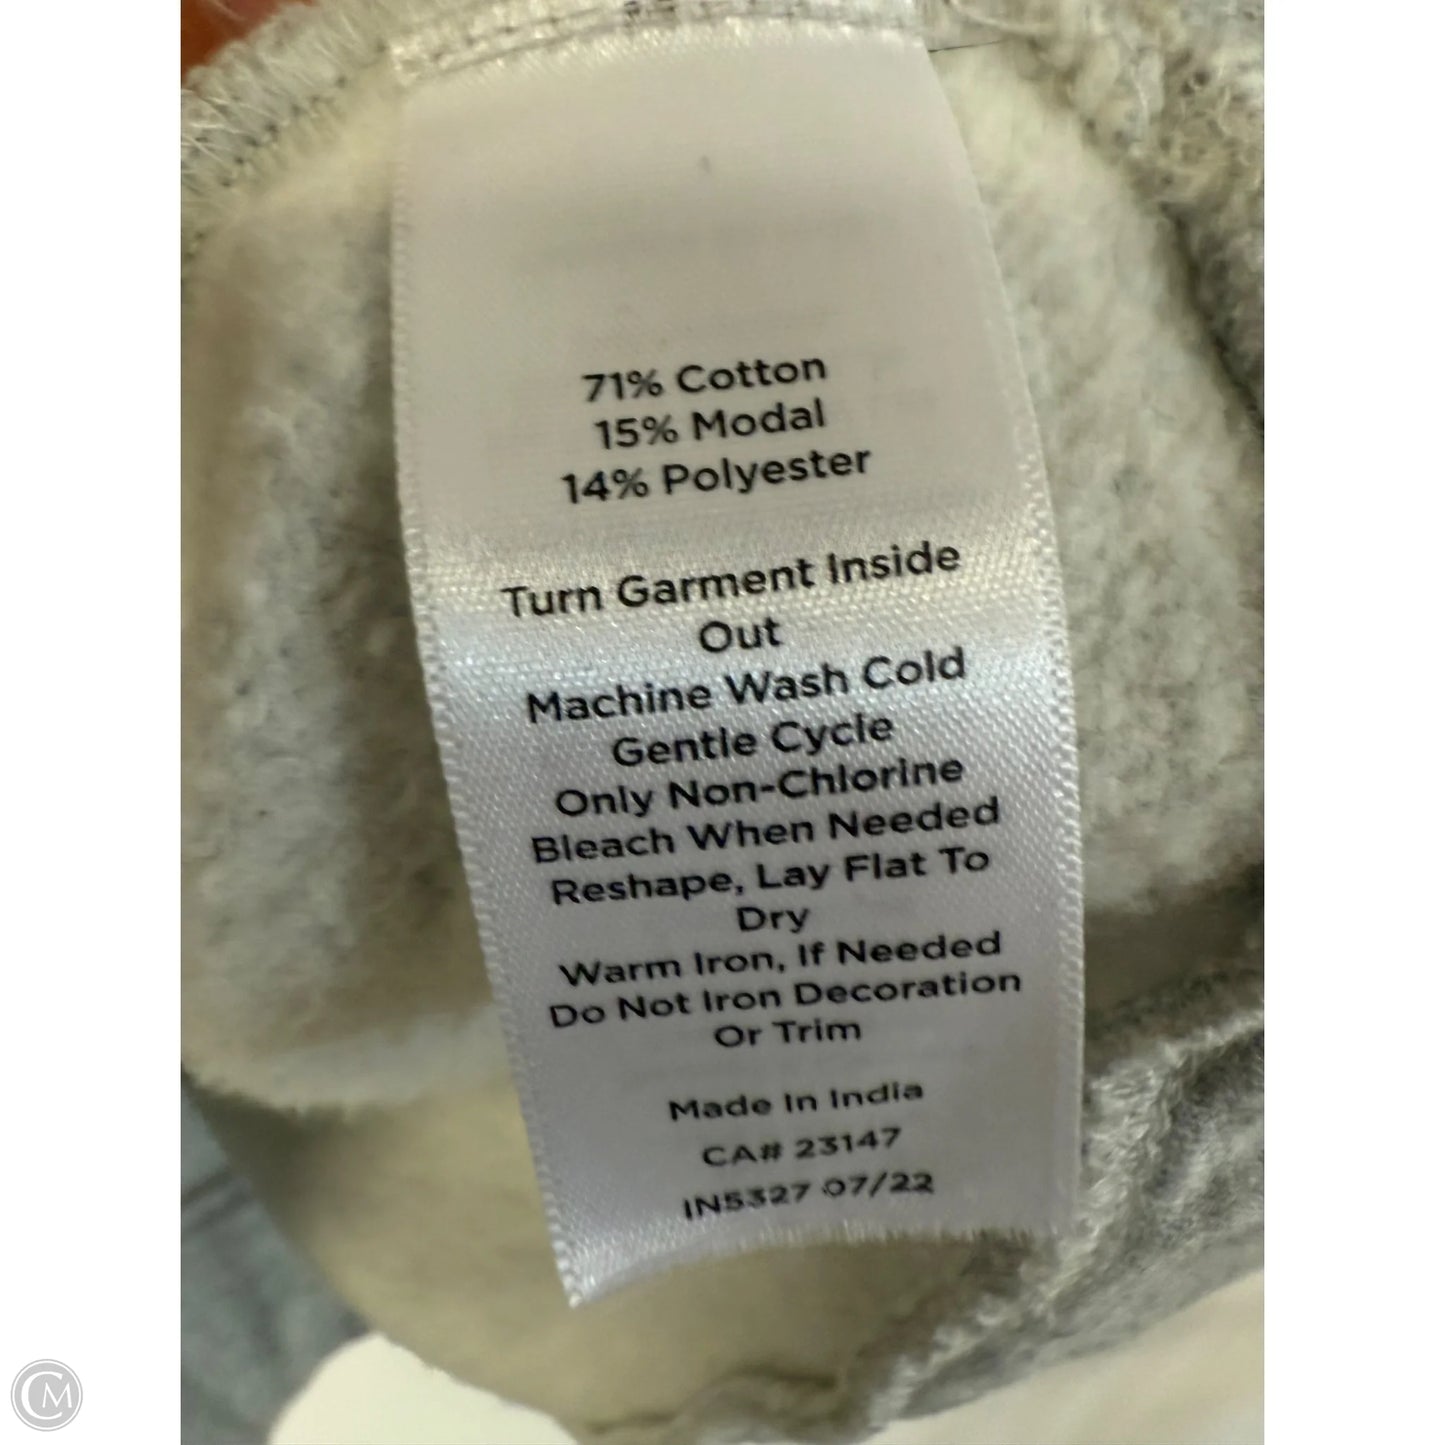 71% Cotton
15% Modal
14% Polyester
Turn Garment Inside
Out
Machine Wash Cold
Gentle Cycle
Only Non-Chlorine
Bleach When Needed
Reshape, Lay Flat To
Dry
Warm Iron, If Needed
Do Not Iron Decoration
Or Trim
Made In India
CA# 23147
IN5327 07/22
CM